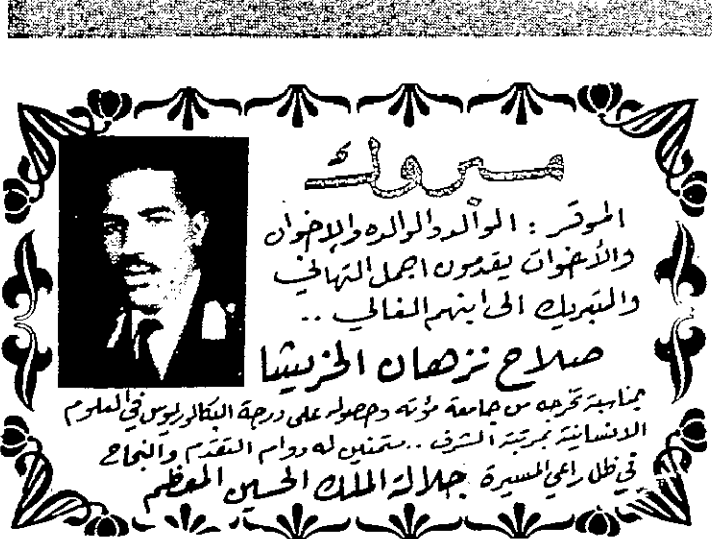 مبروك
الموقر : الوالد والوالده والاخوان
والأخوات يقدمون اجمل التهاني
والتبريك الى ابنهم الغالي ..
صلاح نزهان الخريشا
بمناسبة تخرجه من جامعة مؤته وحصوله على درجة البكالوريوس في العلوم
الانسانية بمرتبة الشرف .. متمنين له دوام التقدم والنجاح
في ظل راعي المسيرة جلالة الملك الحسين المعظم